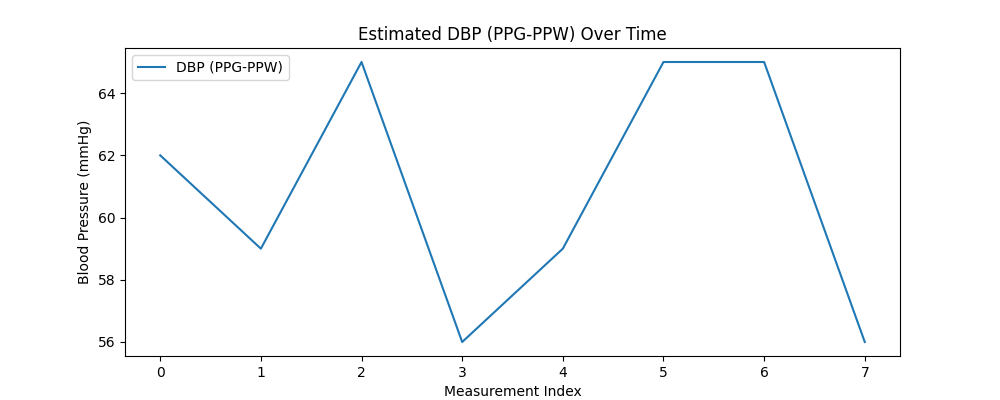 Estimated DBP (PPG-PPW) Over Time
DBP (PPG-PPW)
Blood Pressure (mmHg)
64
62
60
58
56
0 1 2 3 4 5 6 7
Measurement Index